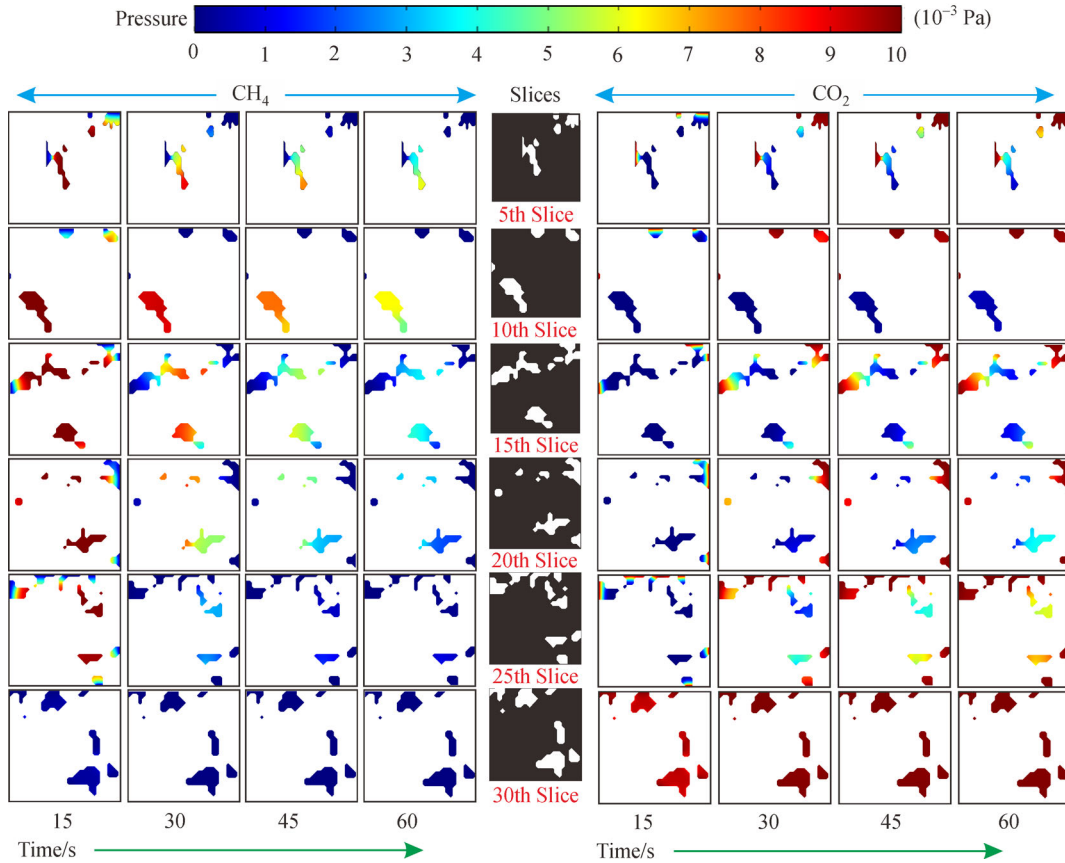 Pressure (10⁻³ Pa)
0 1 2 3 4 5 6 7 8 9 10
CH₄ Slices CO₂
5th Slice
10th Slice
15th Slice
20th Slice
25th Slice
30th Slice
15 30 45 60 15 30 45 60
Time/s Time/s